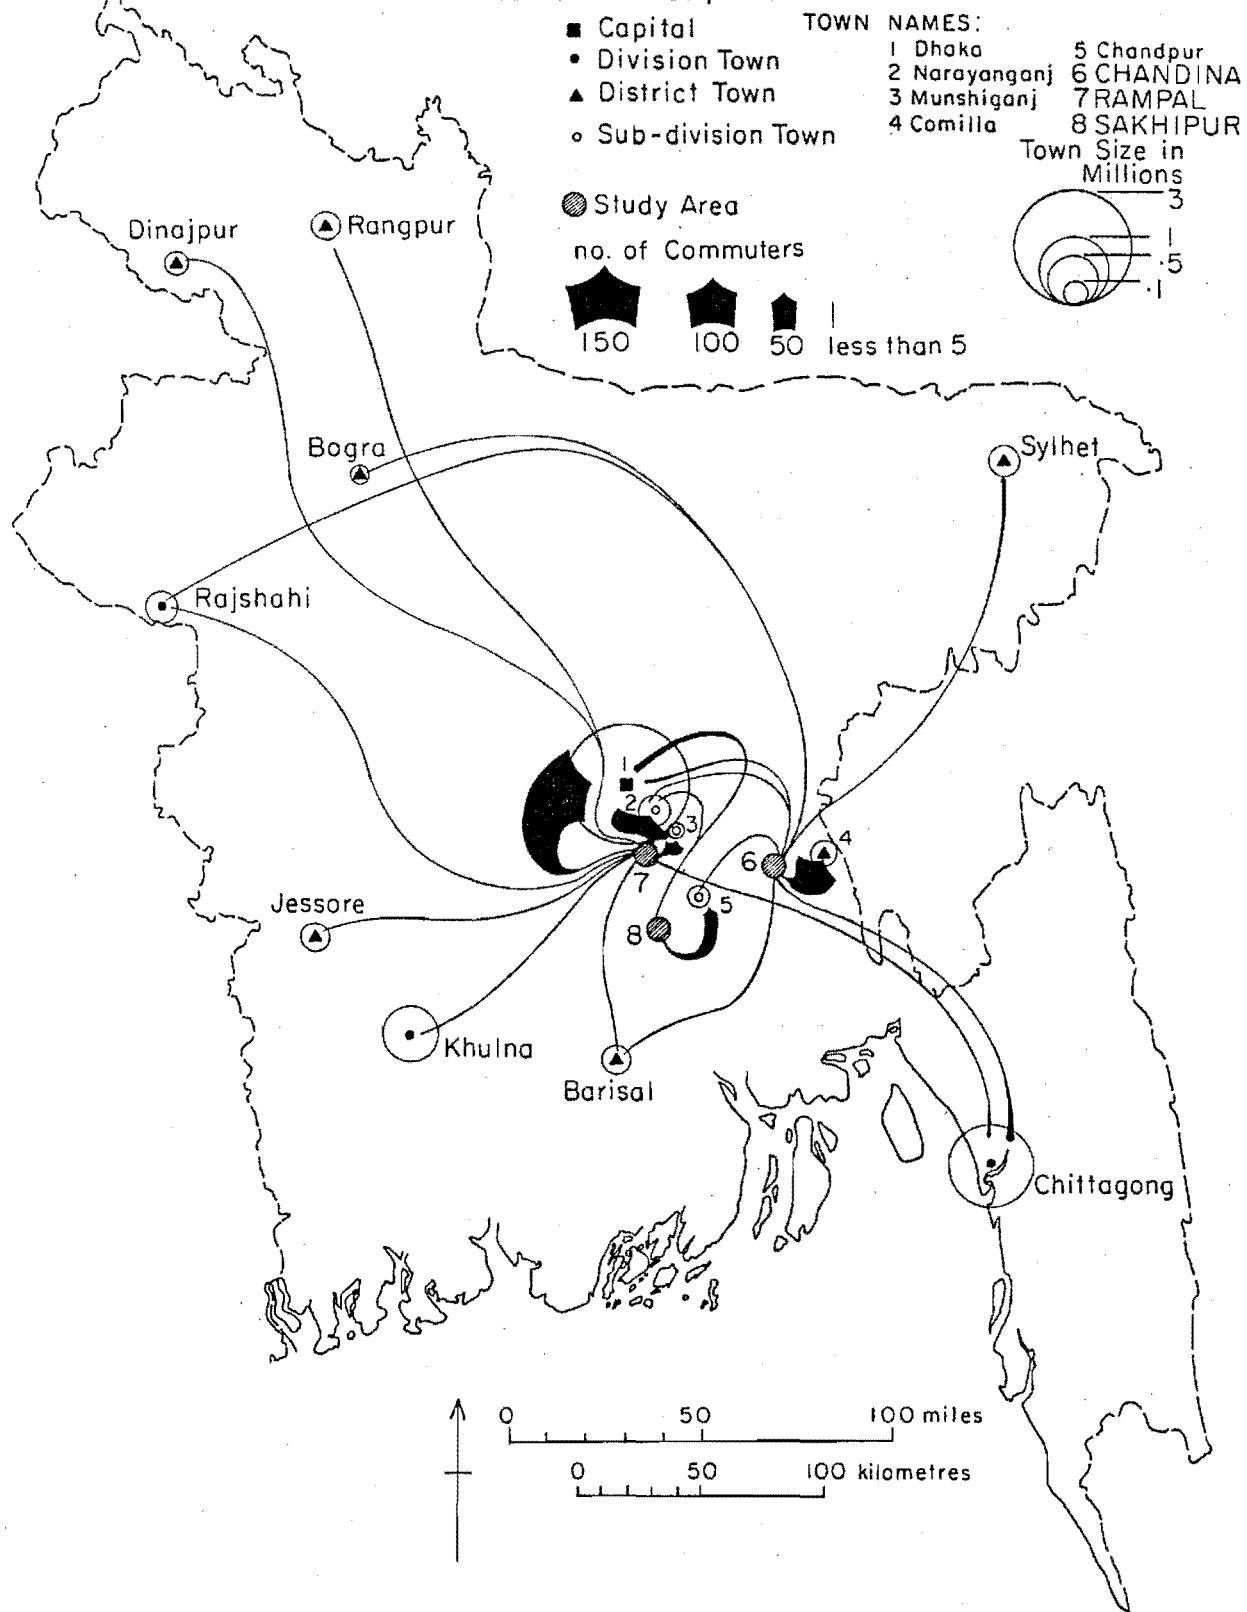 ■ Capital
• Division Town
▲ District Town
Sub-division Town
TOWN NAMES:
1 Dhaka
2 Narayanganj
3 Munshiganj
4 Comilla
5 Chandpur
6 CHANDINA
7 RAMPAL
8 SAKHIPUR
Town Size in
Millions
3
1
.5
.1
Study Area
no. of Commuters
150 100 50 less than 5
Dinajpur
Rangpur
Bogra
Sylhet
Rajshahi
1
2
3
4
5
6
7
8
Jessore
Khulna
Barisal
Chittagong
0 50 100 miles
0 50 100 kilometres